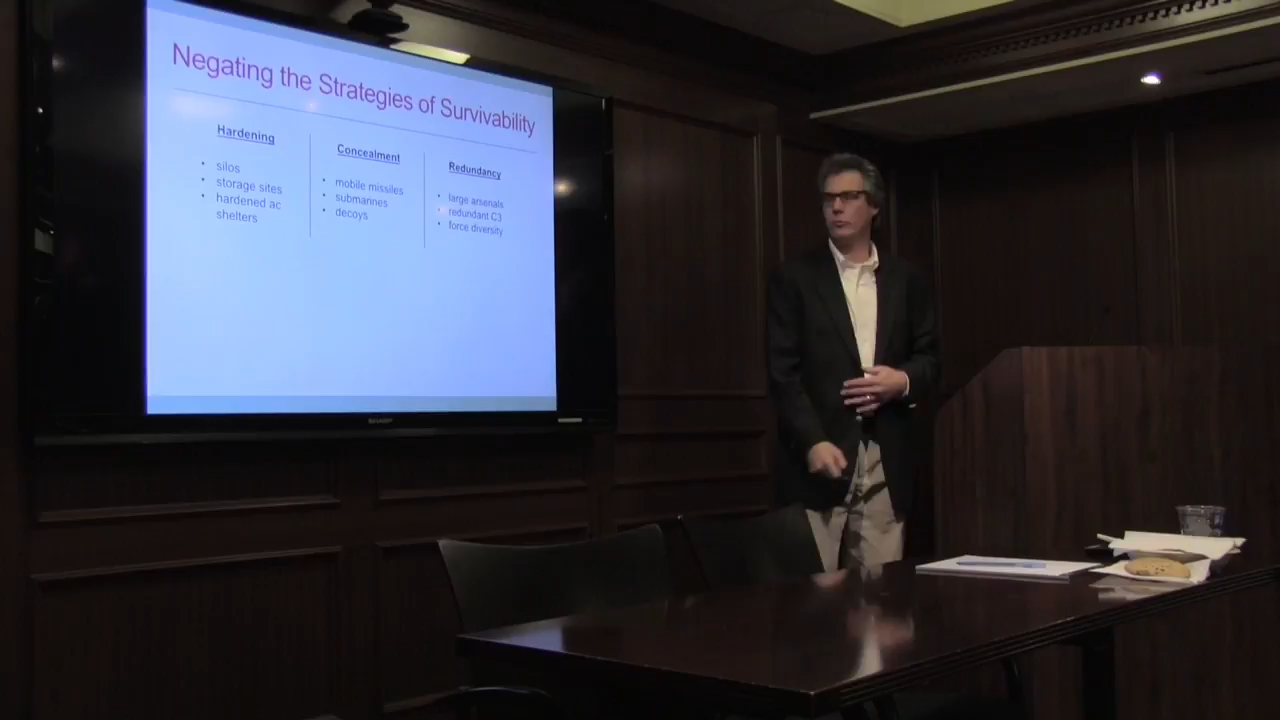 Negating the Strategies of Survivability
Hardening
• silos
• storage sites
• hardened ac
shelters
Concealment
• mobile missiles
• submarines
• decoys
Redundancy
• large arsenals
• redundant C3
• force diversity
SHARP